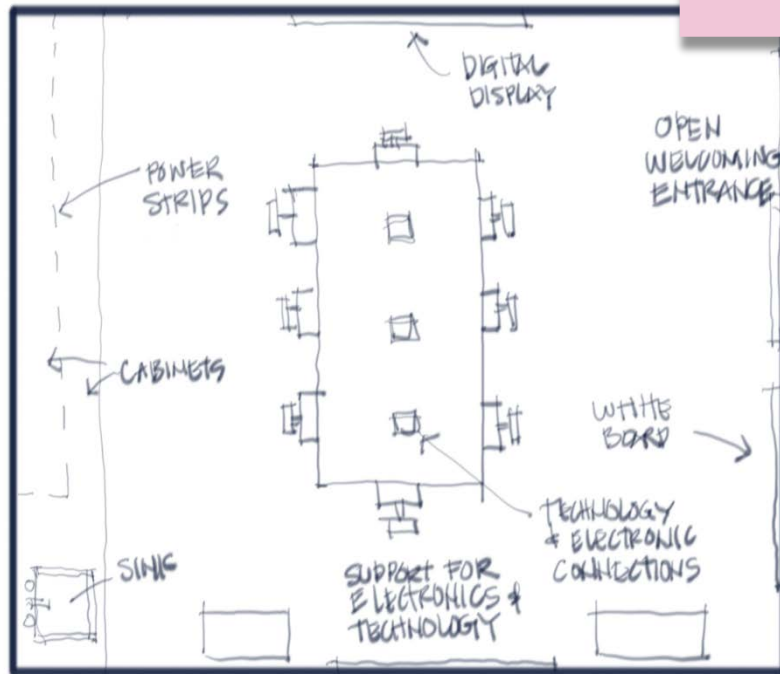 DIGITAL
DISPLAY
OPEN
WELCOMING
ENTRANCE
POWER
STRIPS
CABINETS
WHITE
BOARD
TECHNOLOGY
& ELECTRONIC
CONNECTIONS
SINK
SUPPORT FOR
ELECTRONICS &
TECHNOLOGY